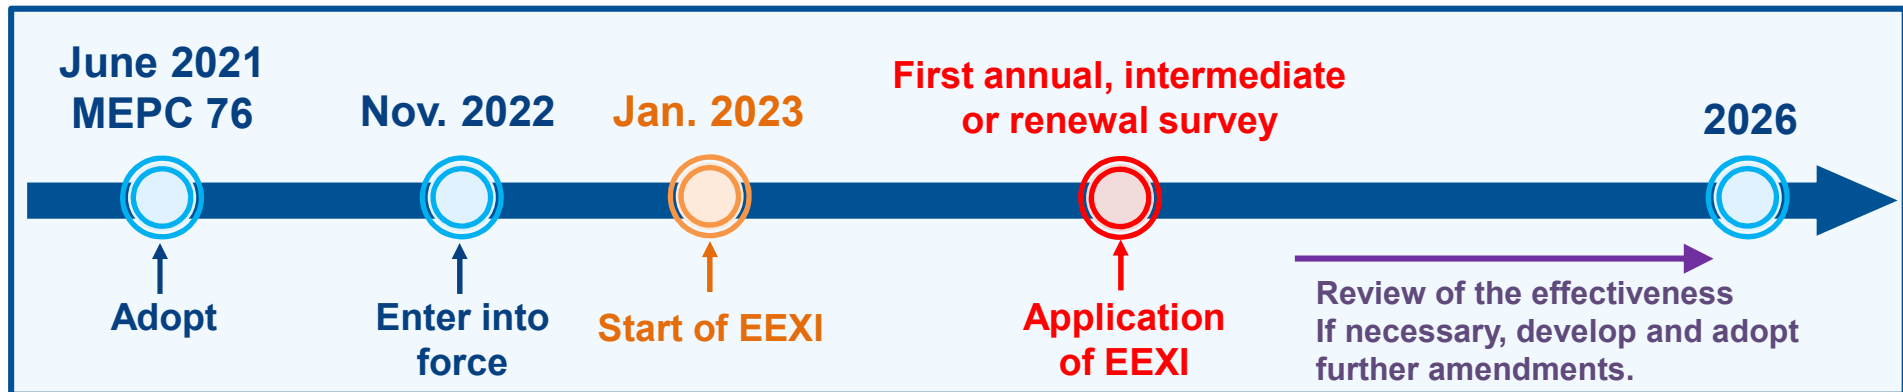 June 2021
MEPC 76
Nov. 2022
Jan. 2023
First annual, intermediate
or renewal survey
2026
Adopt
Enter into
force
Start of EEXI
Application
of EEXI
Review of the effectiveness
If necessary, develop and adopt
further amendments.